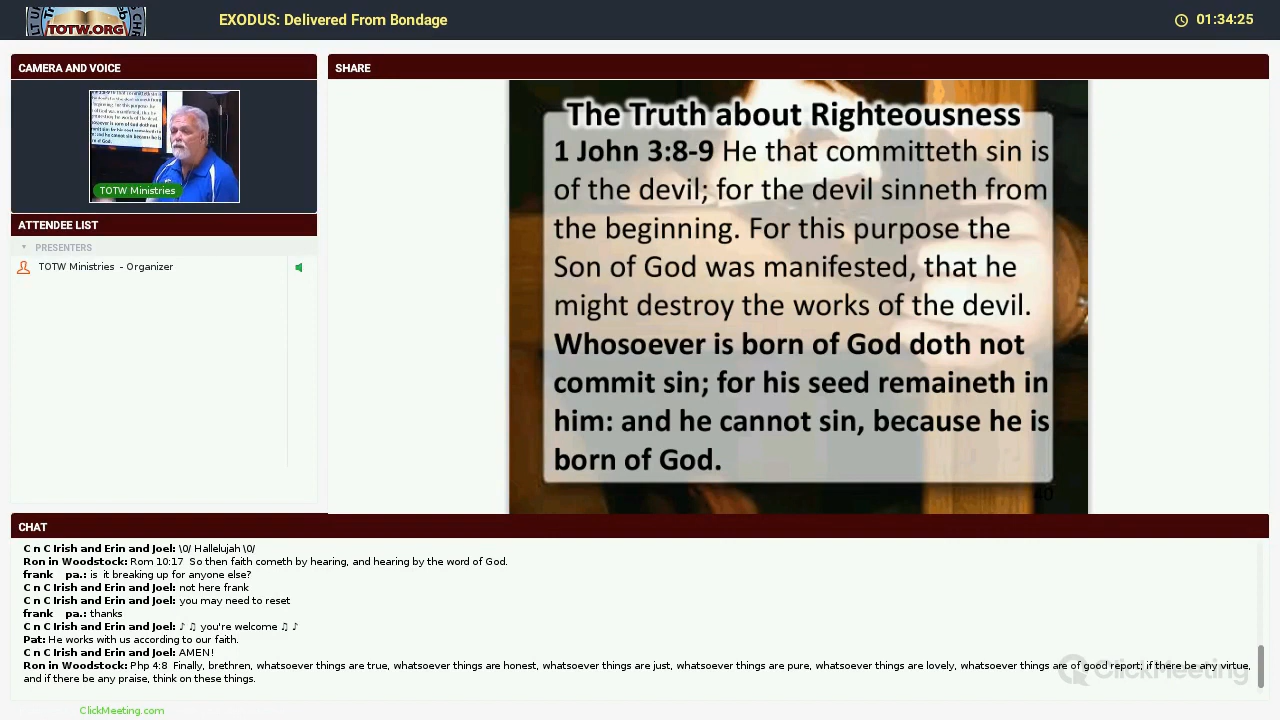 TOTW.ORG
EXODUS: Delivered From Bondage
01:34:25
CAMERA AND VOICE
TOTW Ministries
ATTENDEE LIST
PRESENTERS
TOTW Ministries - Organizer
SHARE
The Truth about Righteousness
1 John 3:8-9 He that committeth sin is
of the devil; for the devil sinneth from
the beginning. For this purpose the
Son of God was manifested, that he
might destroy the works of the devil.
Whosoever is born of God doth not
commit sin; for his seed remaineth in
him: and he cannot sin, because he is
born of God.
40
CHAT
C n C Irish and Erin and Joel: \0/ Hallelujah \0/
Ron in Woodstock: Rom 10:17 So then faith cometh by hearing, and hearing by the word of God.
frank pa.: is it breaking up for anyone else?
C n C Irish and Erin and Joel: not here frank
C n C Irish and Erin and Joel: you may need to reset
frank pa.: thanks
C n C Irish and Erin and Joel: ♪ ♫ you're welcome ♫ ♪
Pat: He works with us according to our faith.
C n C Irish and Erin and Joel: AMEN!
Ron in Woodstock: Php 4:8 Finally, brethren, whatsoever things are true, whatsoever things are honest, whatsoever things are just, whatsoever things are pure, whatsoever things are lovely, whatsoever things are of good report; if there be any virtue,
and if there be any praise, think on these things.
ClickMeeting
ClickMeeting.com